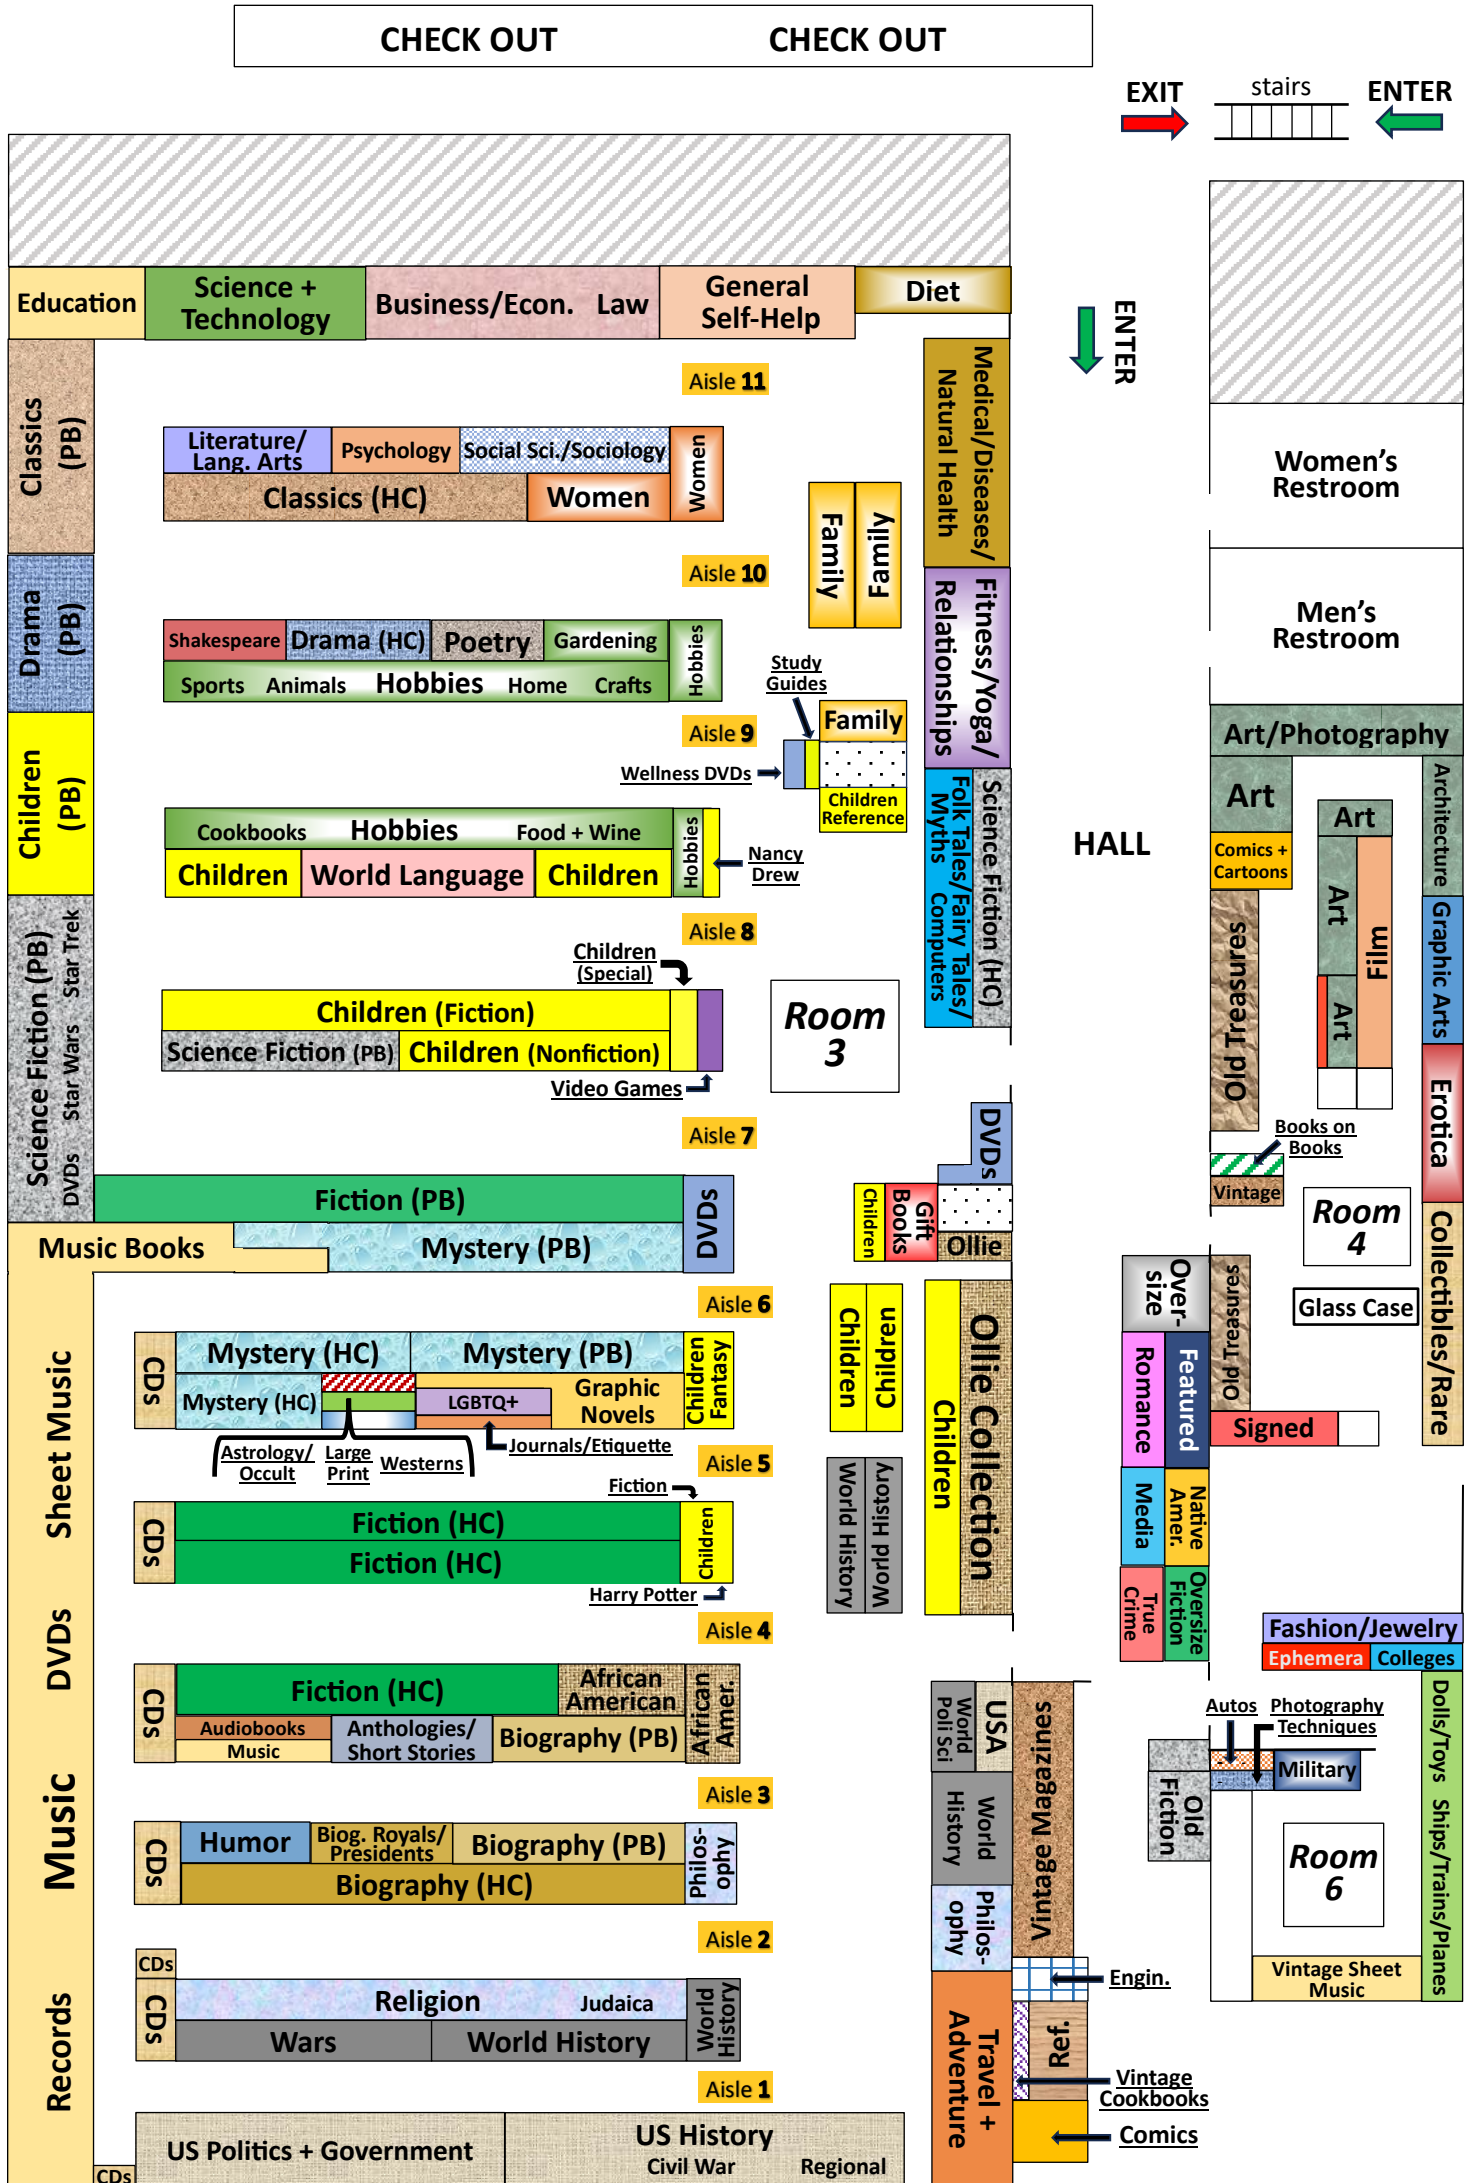 CHECK OUT
CHECK OUT
EXIT
stairs
ENTER
Education
Science +
Technology
Business/Econ. Law
General
Self-Help
Diet
ENTER
Classics
(PB)
Aisle 11
Medical/Diseases/
Natural Health
Literature/
Lang. Arts
Psychology
Social Sci./Sociology
Women
Classics (HC)
Women
Family
Family
Women's
Restroom
Drama
(PB)
Aisle 10
Fitness/Yoga/
Relationships
Men's
Restroom
Shakespeare
Drama (HC)
Poetry
Gardening
Hobbies
Sports Animals Hobbies Home Crafts
Study
Guides
Children
(PB)
Aisle 9
Family
Wellness DVDs
Children
Reference
Art/Photography
Art
Architecture
Comics +
Cartoons
Art
Art
Film
Art
Graphic Arts
Cookbooks Hobbies Food + Wine
Hobbies
Children
World Language
Children
Nancy
Drew
Science Fiction (HC)
Folk Tales/Fairy Tales/
Myths Computers
HALL
Science Fiction (PB)
DVDs Star Wars Star Trek
Aisle 8
Children
(Special)
Children (Fiction)
Science Fiction (PB)
Children (Nonfiction)
Video Games
Room
3
Old Treasures
Erotica
Books on
Books
Vintage
Aisle 7
DVDs
Fiction (PB)
DVDs
Music Books
Mystery (PB)
Children
Gift
Books
Ollie
Room
4
Collectibles/Rare
Glass Case
Over-
size
Old Treasures
Aisle 6
CDs
Mystery (HC)
Mystery (PB)
Children
Fantasy
Mystery (HC)
LGBTQ+
Graphic
Novels
Astrology/
Occult
Large
Print
Westerns
Journals/Etiquette
Children
Children
Children
Ollie Collection
Romance
Featured
Signed
Sheet Music
Aisle 5
Fiction
CDs
Fiction (HC)
Fiction (HC)
Children
Harry Potter
World History
World History
Media
Native
Amer.
True
Crime
Oversize
Fiction
DVDs
Aisle 4
Fashion/Jewelry
Ephemera
Colleges
CDs
Fiction (HC)
African
American
African
Amer.
Audiobooks
Music
Anthologies/
Short Stories
Biography (PB)
World
Poli Sci
USA
Vintage Magazines
Autos
Photography
Techniques
Military
Old
Fiction
Dolls/Toys Ships/Trains/Planes
Music
Aisle 3
World
History
CDs
Humor
Biog. Royals/
Presidents
Biography (PB)
Philos-
ophy
Biography (HC)
Room
6
Philos-
ophy
Aisle 2
Engin.
Vintage Sheet
Music
CDs
CDs
Religion Judaica
World
History
Wars
World History
Records
Travel +
Adventure
Ref.
Aisle 1
Vintage
Cookbooks
Comics
US Politics + Government
US History
Civil War Regional
CDs